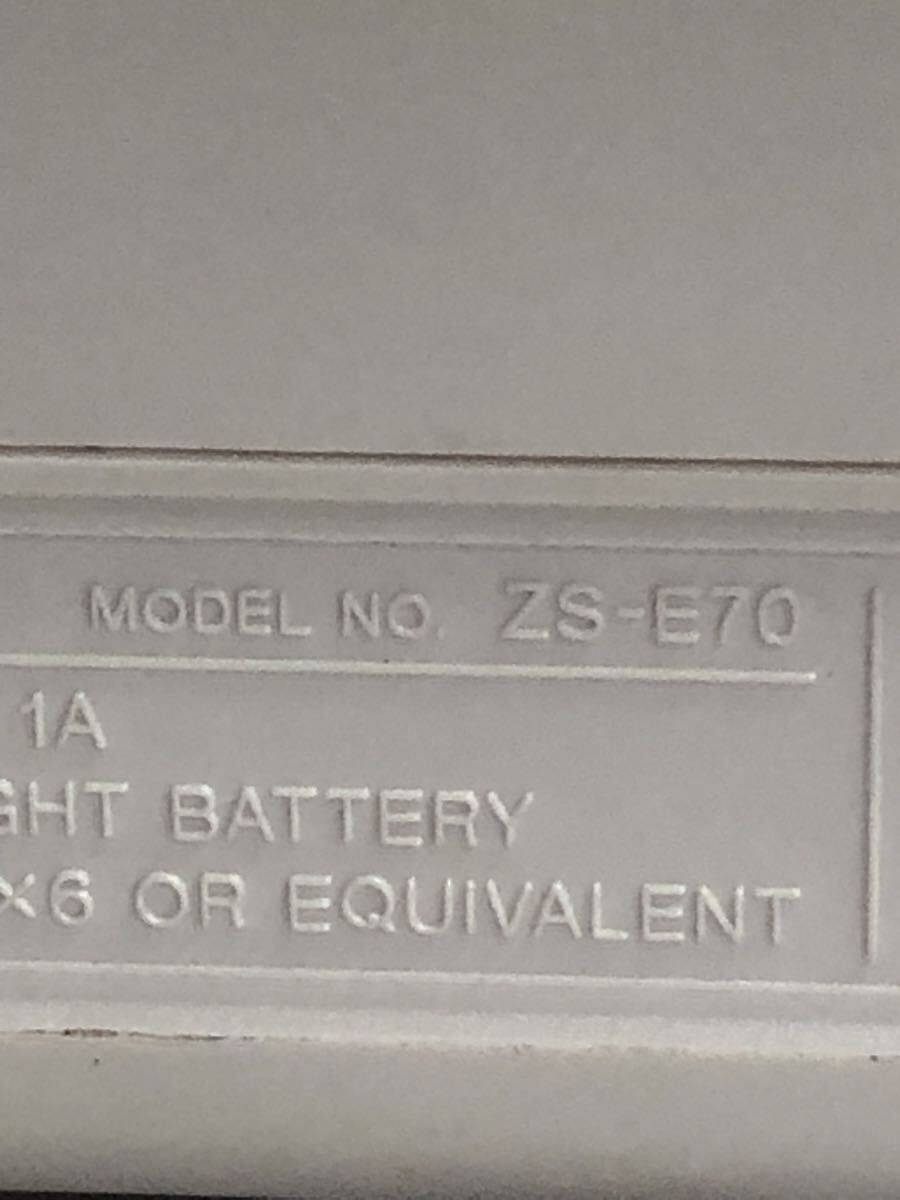 MODEL NO. ZS-E70
1A
GHT BATTERY
×6 OR EQUIVALENT